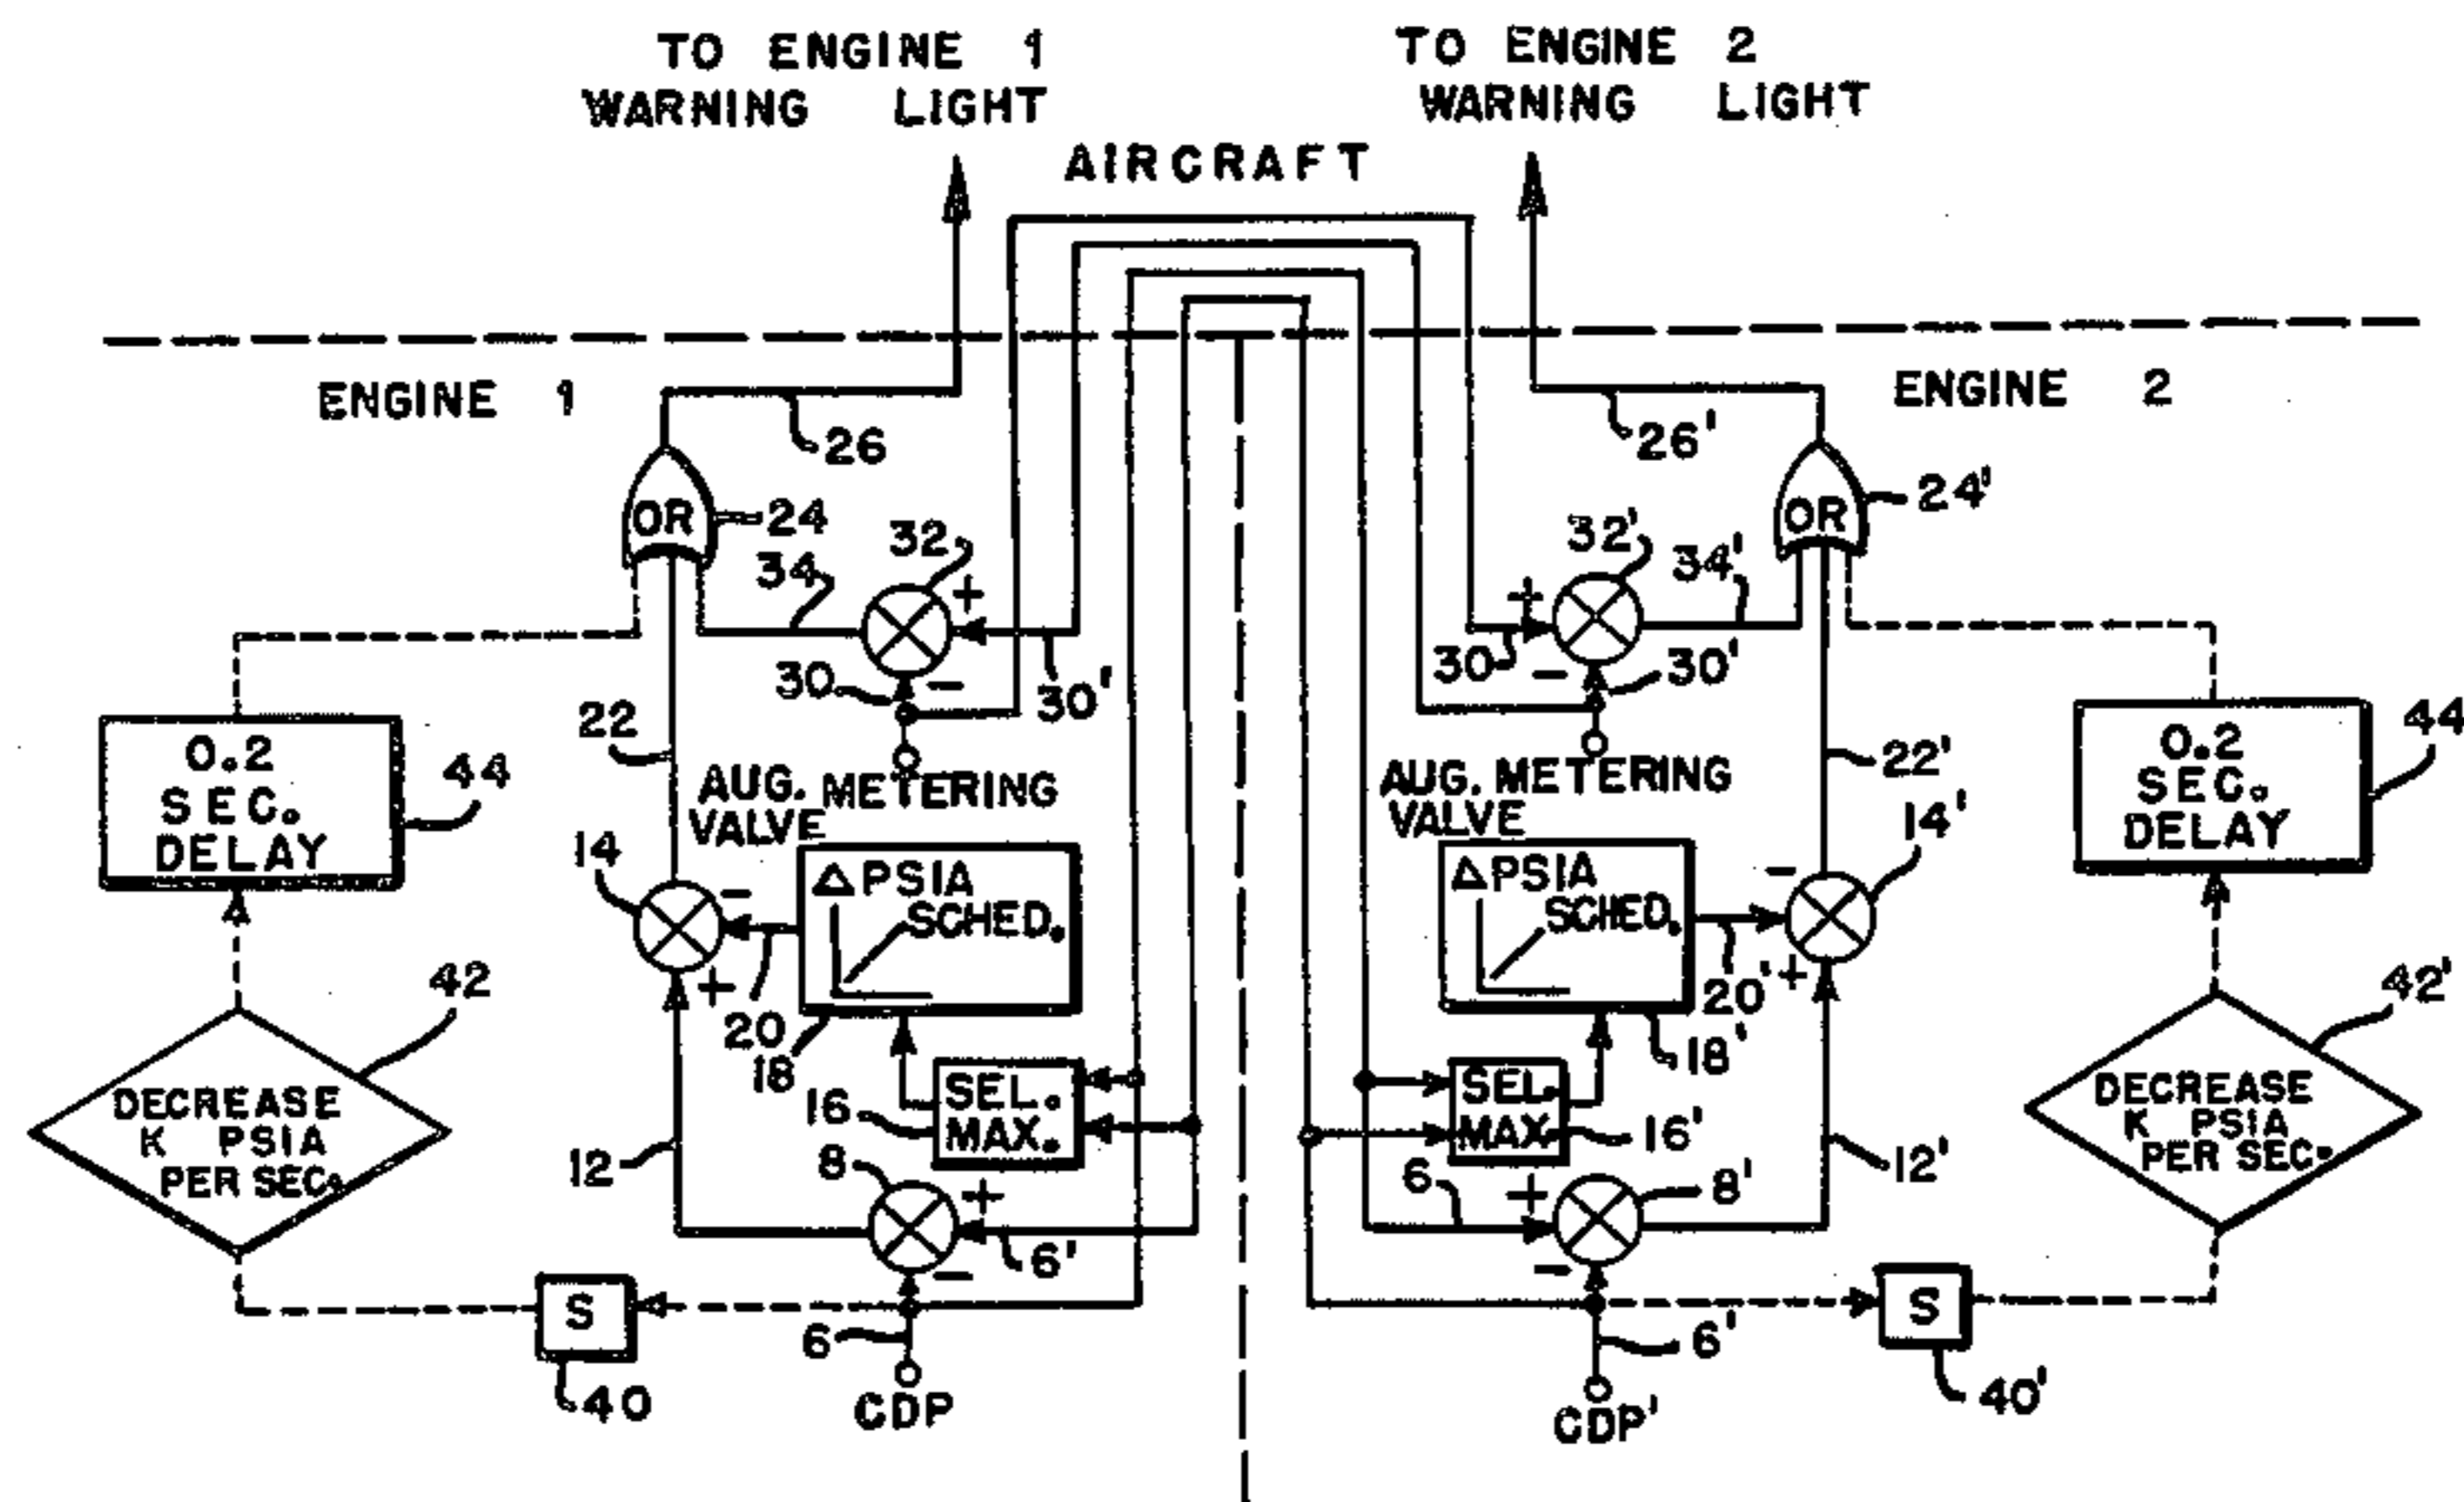 TO ENGINE 1
WARNING LIGHT
TO ENGINE 2
WARNING LIGHT
AIRCRAFT
ENGINE 1
ENGINE 2
26
26'
OR
24
OR
24'
32
34
+
30
-
30'
32'
34'
+
30
-
30'
22
22'
0.2
SEC.
DELAY
44
AUG. METERING
VALVE
AUG. METERING
VALVE
0.2
SEC.
DELAY
44
14
-
+
20
18
Δ PSIA
SCHED.
Δ PSIA
SCHED.
14'
-
+
20'
18'
42
42'
DECREASE
K PSIA
PER SEC.
DECREASE
K PSIA
PER SEC.
16
SEL.
MAX.
SEL.
MAX.
16'
12
12'
8
+
6'
-
6
+
8'
-
S
40
6
CDP
6'
CDP'
S
40'